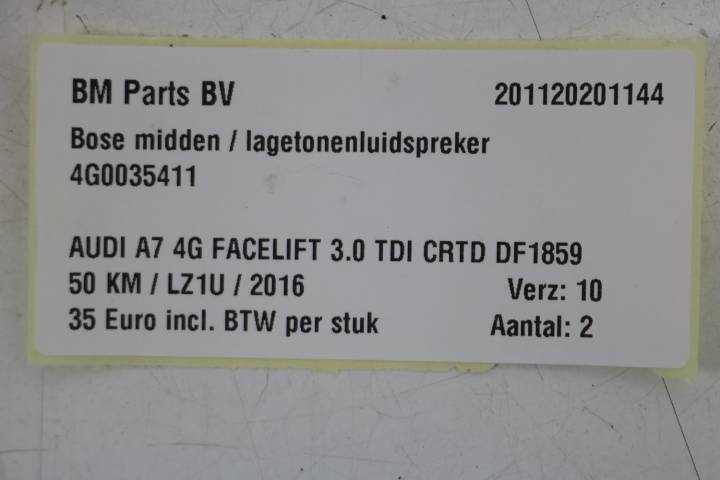 BM Parts BV 201120201144
Bose midden / lagetonenluidspreker
4G0035411
AUDI A7 4G FACELIFT 3.0 TDI CRTD DF1859
50 KM / LZ1U / 2016 Verz: 10
35 Euro incl. BTW per stuk Aantal: 2